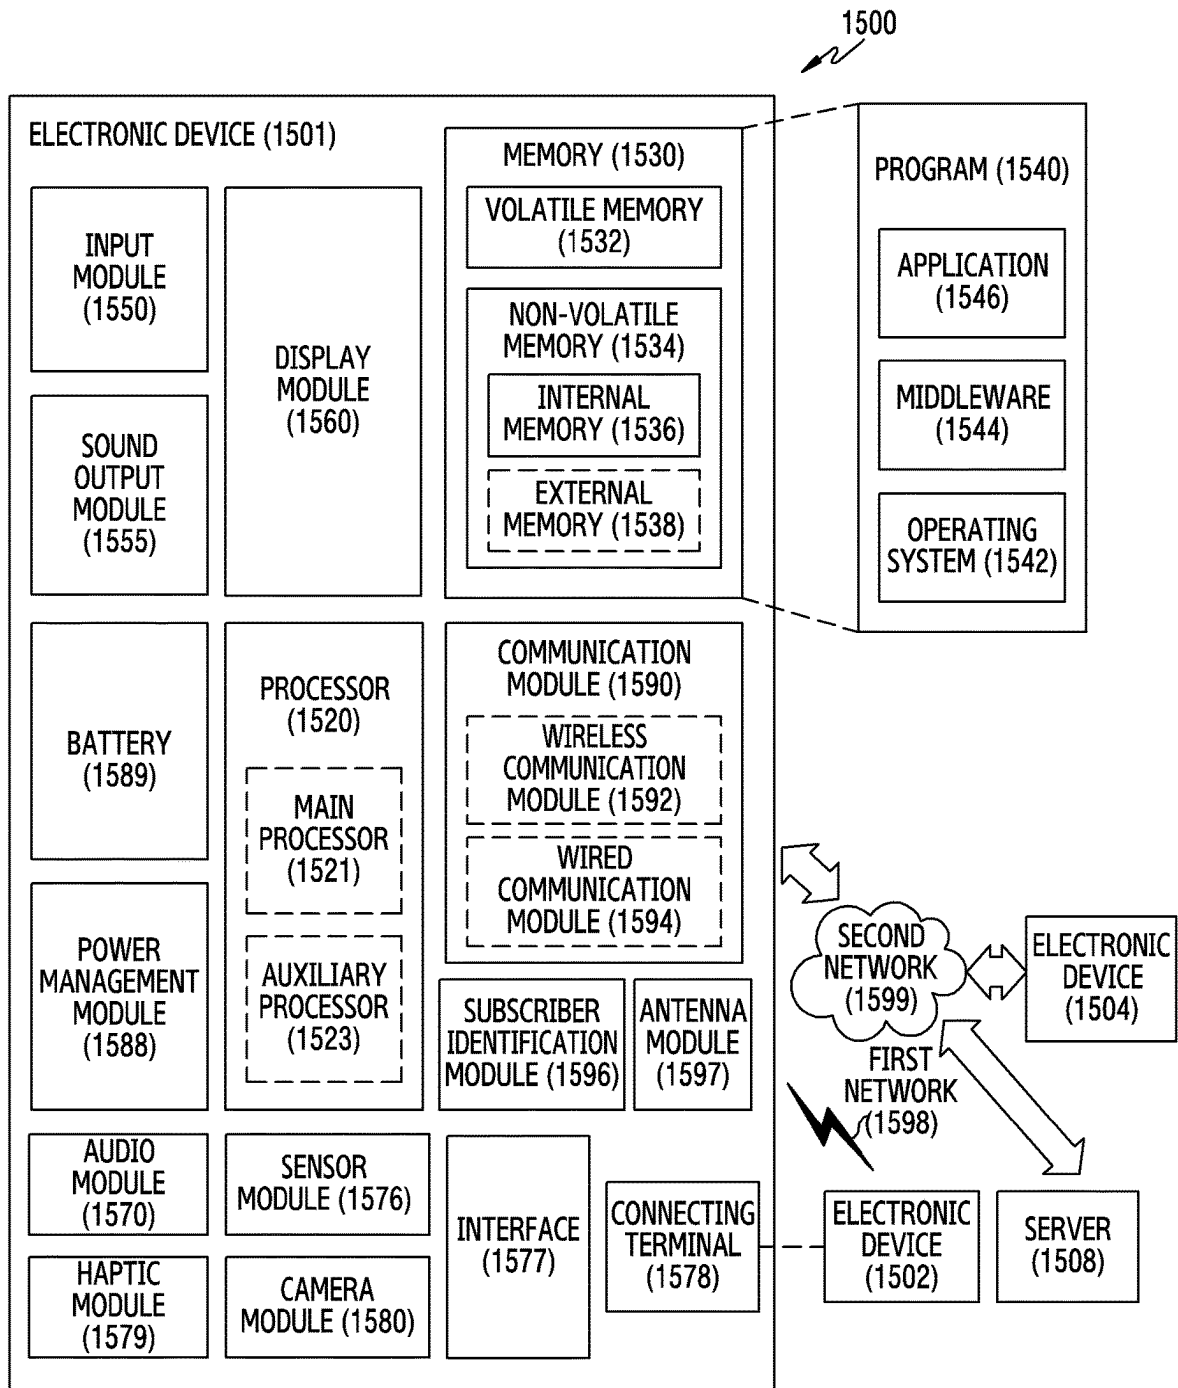 1500
ELECTRONIC DEVICE (1501)
INPUT
MODULE
(1550)
SOUND
OUTPUT
MODULE
(1555)
DISPLAY
MODULE
(1560)
MEMORY (1530)
VOLATILE MEMORY
(1532)
NON-VOLATILE
MEMORY (1534)
INTERNAL
MEMORY (1536)
EXTERNAL
MEMORY (1538)
PROGRAM (1540)
APPLICATION
(1546)
MIDDLEWARE
(1544)
OPERATING
SYSTEM (1542)
BATTERY
(1589)
POWER
MANAGEMENT
MODULE
(1588)
PROCESSOR
(1520)
MAIN
PROCESSOR
(1521)
AUXILIARY
PROCESSOR
(1523)
COMMUNICATION
MODULE (1590)
WIRELESS
COMMUNICATION
MODULE (1592)
WIRED
COMMUNICATION
MODULE (1594)
SUBSCRIBER
IDENTIFICATION
MODULE (1596)
ANTENNA
MODULE
(1597)
SECOND
NETWORK
(1599)
ELECTRONIC
DEVICE
(1504)
FIRST
NETWORK
(1598)
AUDIO
MODULE
(1570)
SENSOR
MODULE (1576)
HAPTIC
MODULE
(1579)
CAMERA
MODULE (1580)
INTERFACE
(1577)
CONNECTING
TERMINAL
(1578)
ELECTRONIC
DEVICE
(1502)
SERVER
(1508)